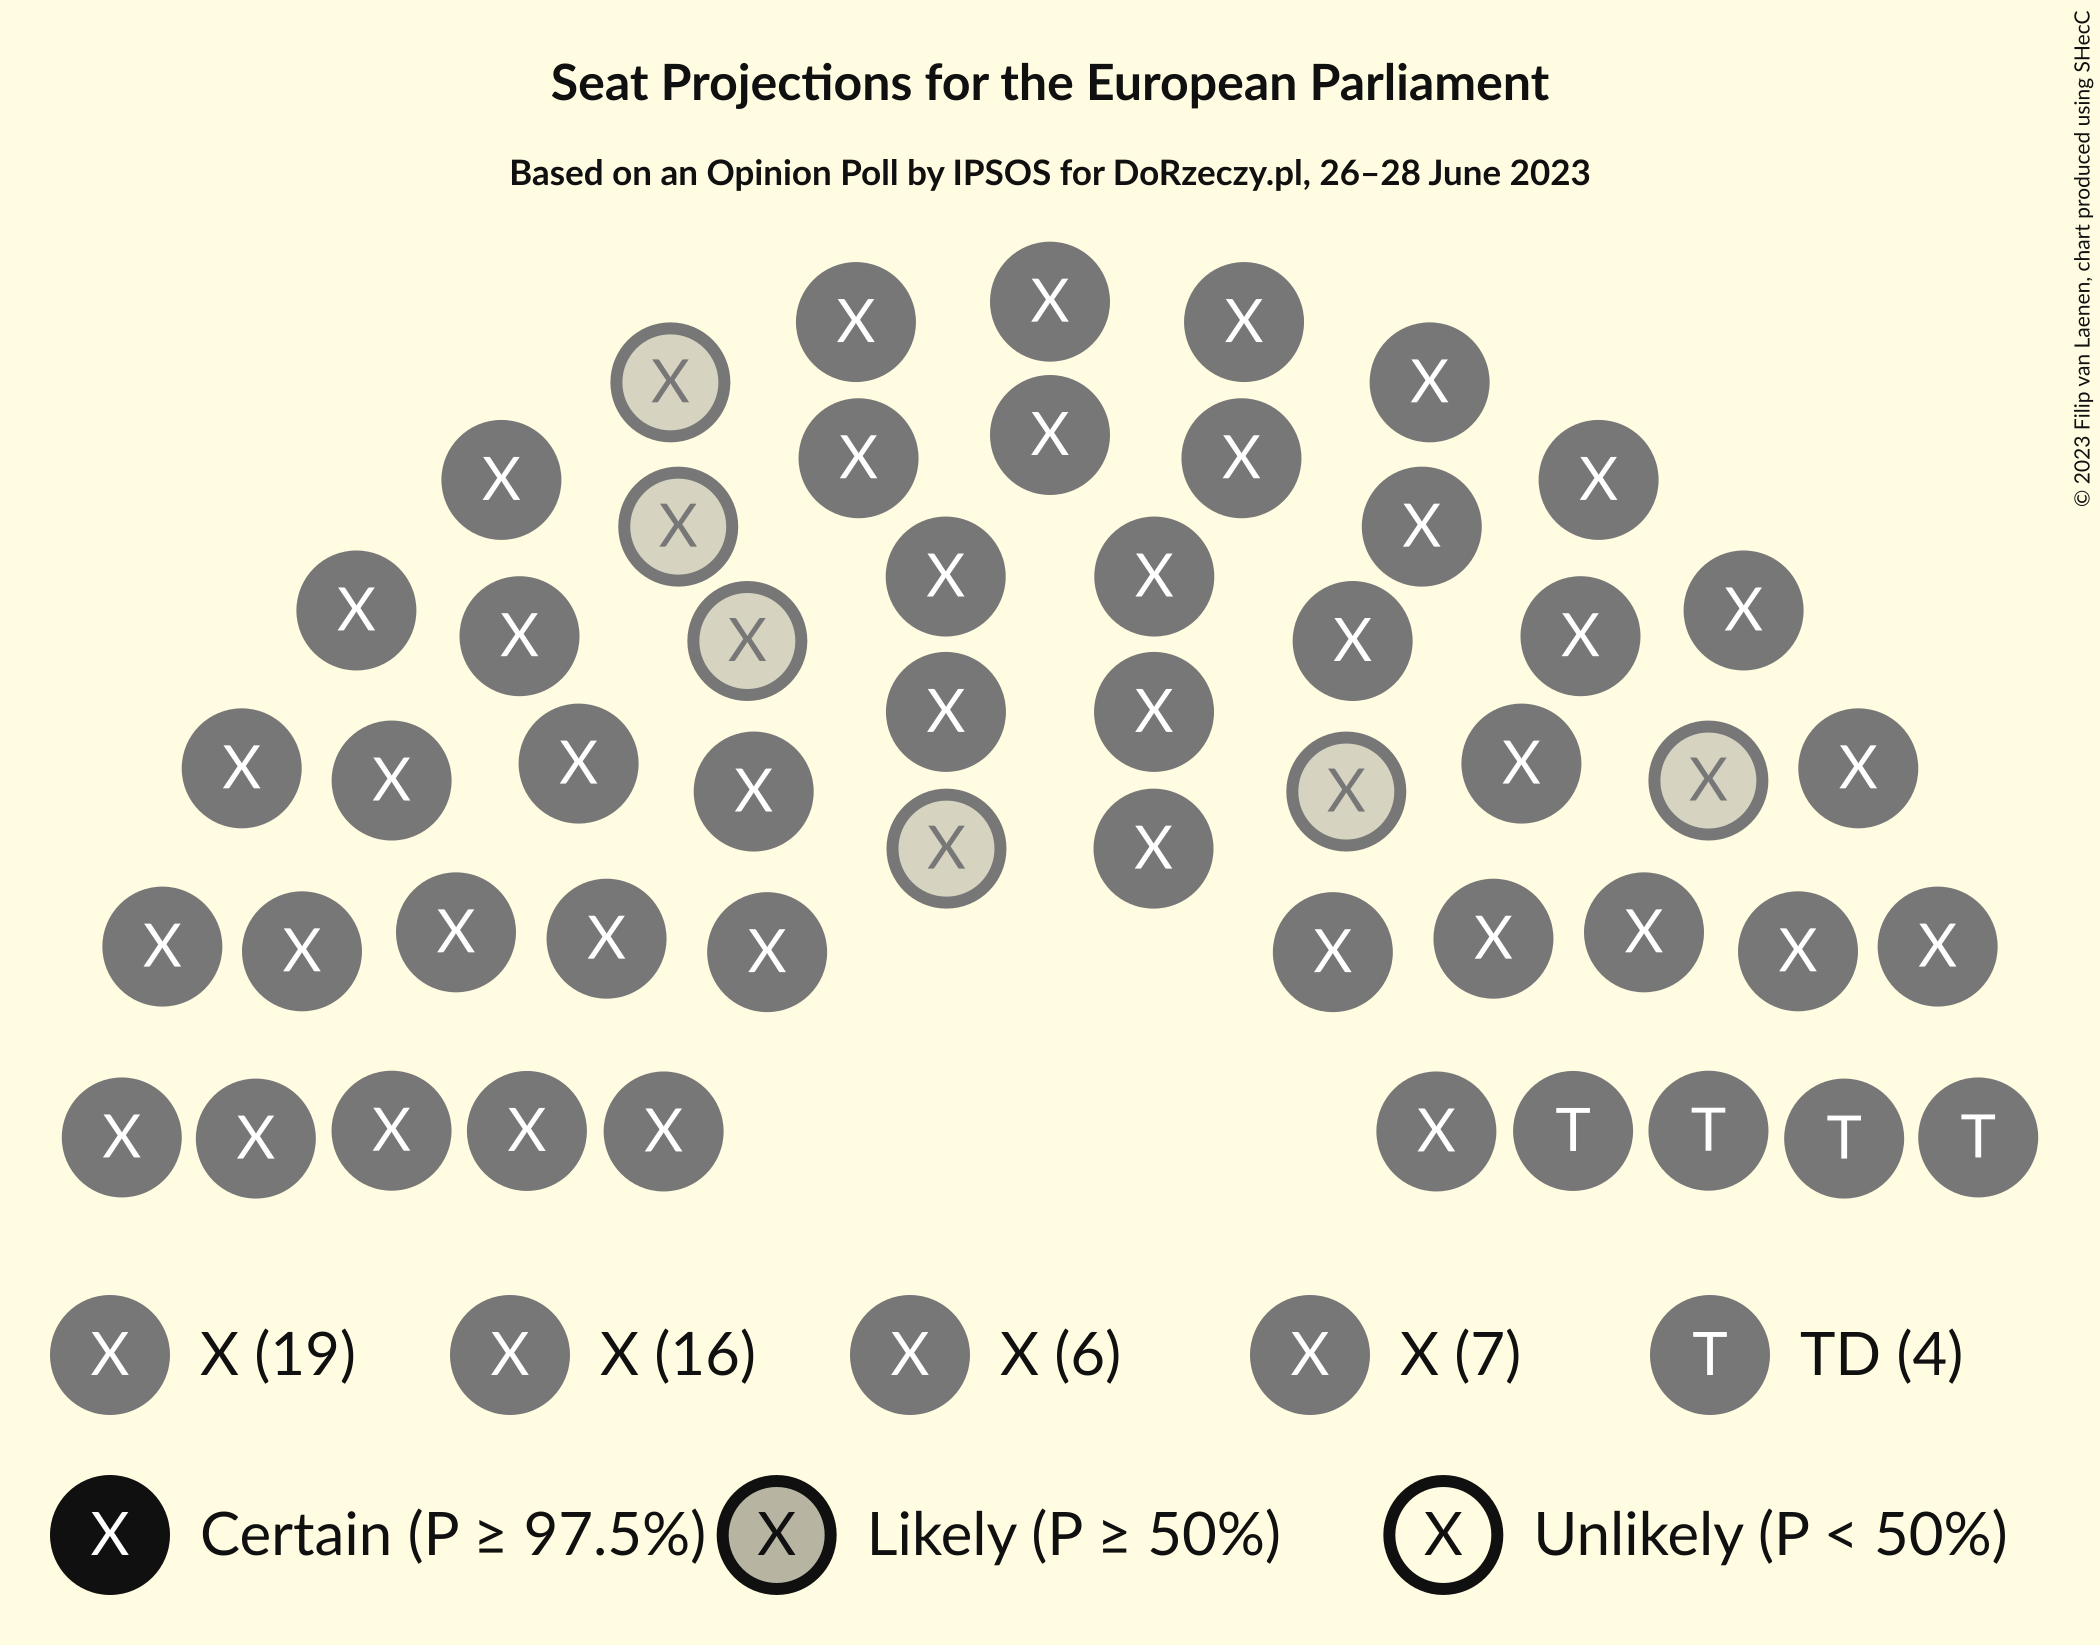 Seat Projections for the European Parliament
Based on an Opinion Poll by IPSOS for DoRzeczy.pl, 26–28 June 2023
© 2023 Filip van Laenen, chart produced using SHecC
X X X
X X
X X X
X X
X X
X X
X X
X X
X X
X X X X
X X
X X X X
X X X X
X X
X X X X
X X
X X X X
X X X X X X
X X X X X X X T T T T
X X (19) X X (16) X X (6) X X (7) T TD (4)
X Certain (P ≥ 97.5%) X Likely (P ≥ 50%) X Unlikely (P < 50%)